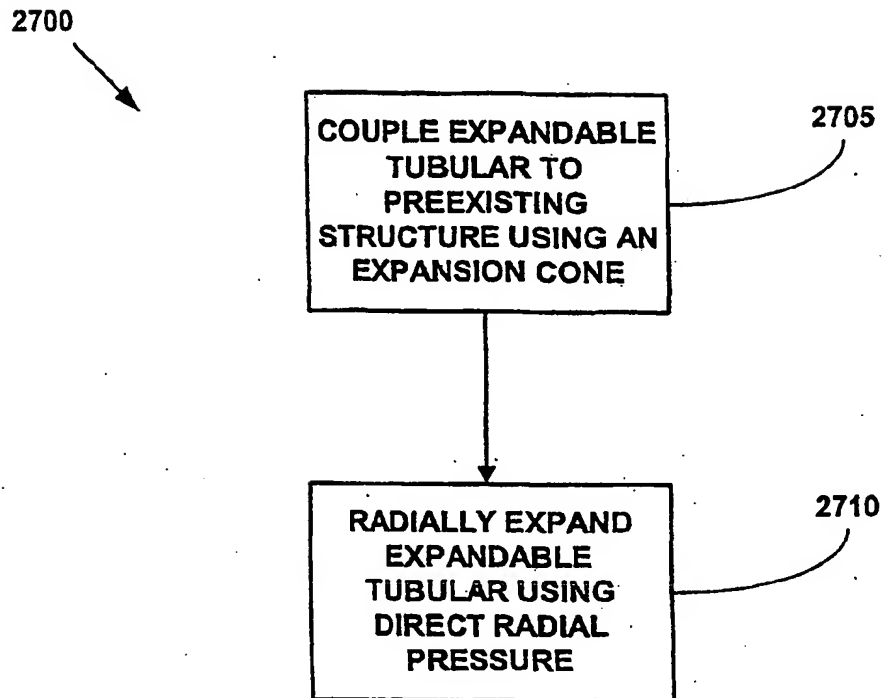 2700
COUPLE EXPANDABLE
TUBULAR TO
PREEXISTING
STRUCTURE USING AN
EXPANSION CONE
2705
RADIALLY EXPAND
EXPANDABLE
TUBULAR USING
DIRECT RADIAL
PRESSURE
2710